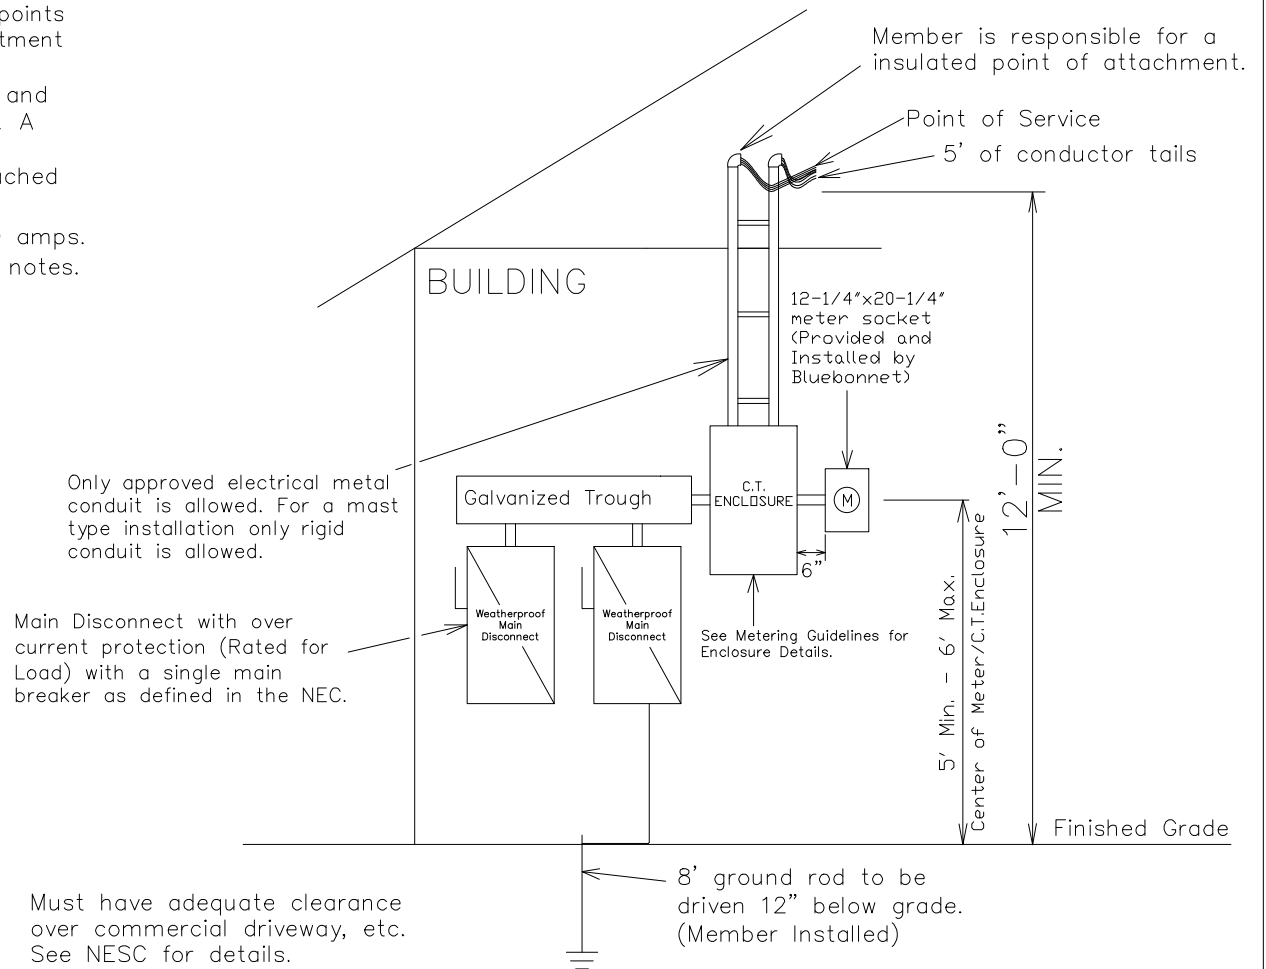 points
tment
and
. A
ched
amps.
notes.
Member is responsible for a
insulated point of attachment.
Point of Service
5' of conductor tails
BUILDING
12-1/4"x20-1/4"
meter socket
(Provided and
Installed by
Bluebonnet)
12'-0"
MIN.
Only approved electrical metal
conduit is allowed. For a mast
type installation only rigid
conduit is allowed.
Galvanized Trough
C.T.
ENCLOSURE
M
6"
5' Min. - 6' Max.
Center of Meter/C.T.Enclosure
Main Disconnect with over
current protection (Rated for
Load) with a single main
breaker as defined in the NEC.
Weatherproof
Main
Disconnect
Weatherproof
Main
Disconnect
See Metering Guidelines for
Enclosure Details.
Finished Grade
8' ground rod to be
driven 12" below grade.
(Member Installed)
Must have adequate clearance
over commercial driveway, etc.
See NESC for details.